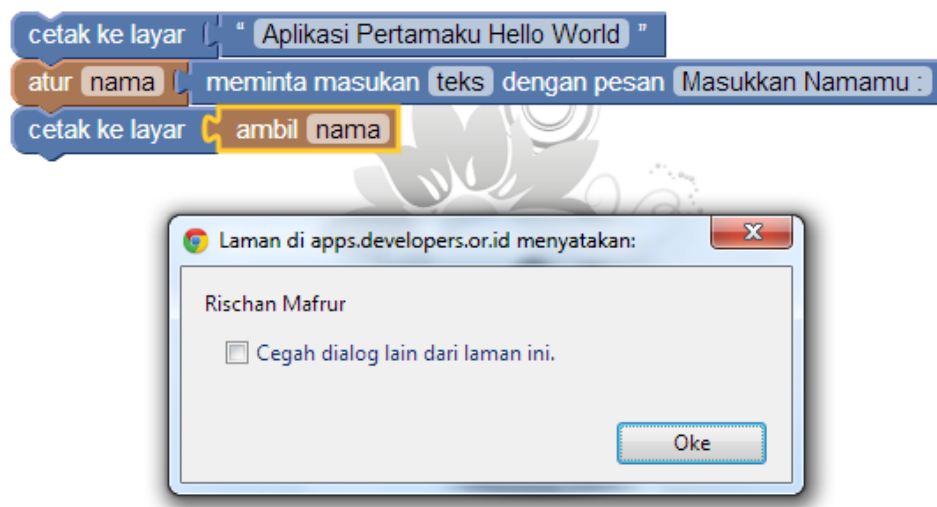 cetak ke layar “ Aplikasi Pertamaku Hello World ”
atur nama meminta masukan teks dengan pesan Masukkan Namamu :
cetak ke layar ambil nama
Laman di apps.developers.or.id menyatakan:
Rischan Mafrur
Cegah dialog lain dari laman ini.
Oke